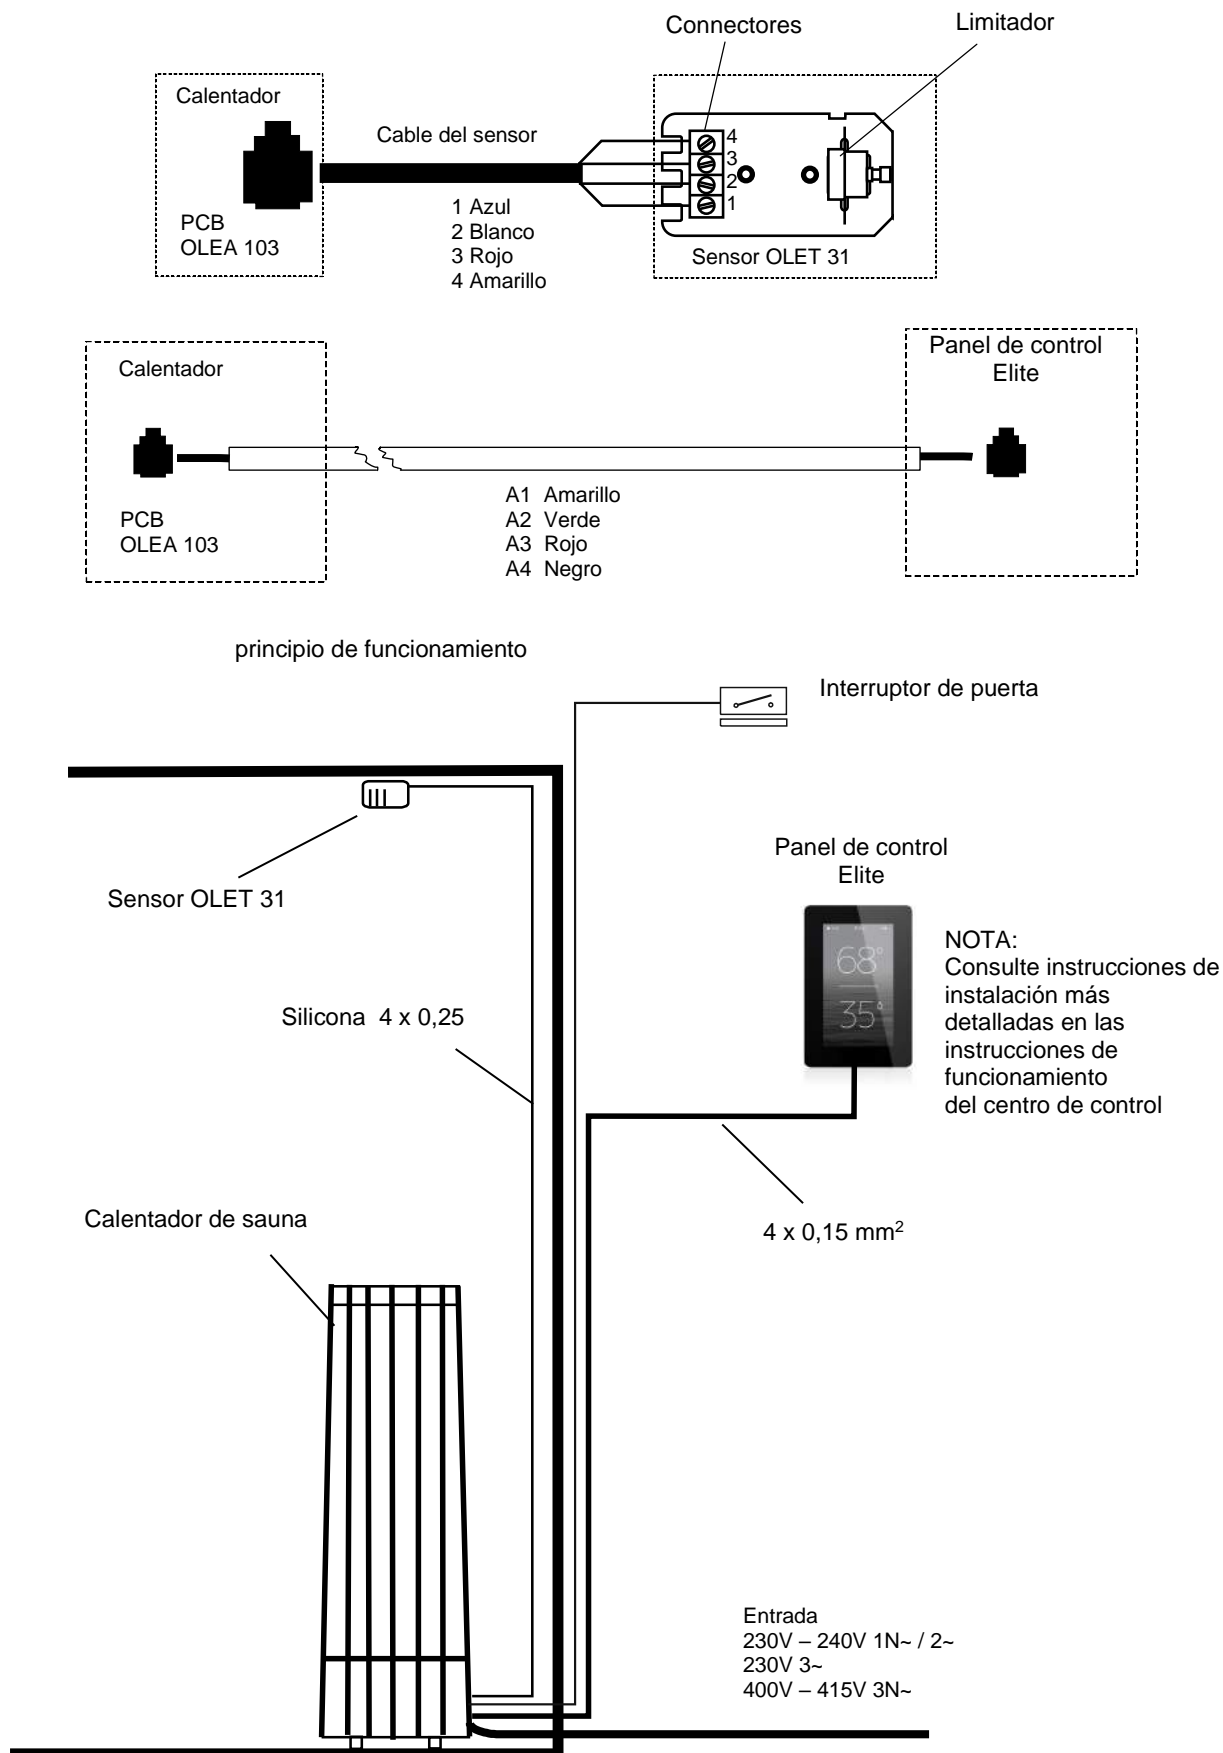 Connectores
Limitador
Calentador
Cable del sensor
4
3
2
1
1 Azul
2 Blanco
3 Rojo
4 Amarillo
PCB
OLEA 103
Sensor OLET 31
Calentador
Panel de control
Elite
A1 Amarillo
A2 Verde
A3 Rojo
A4 Negro
PCB
OLEA 103
principio de funcionamiento
Interruptor de puerta
Sensor OLET 31
Panel de control
Elite
68°
35°
NOTA:
Consulte instrucciones de
instalación más
detalladas en las
instrucciones de
funcionamiento
del centro de control
Silicona 4 x 0,25
4 x 0,15 mm²
Calentador de sauna
Entrada
230V – 240V 1N~ / 2~
230V 3~
400V – 415V 3N~